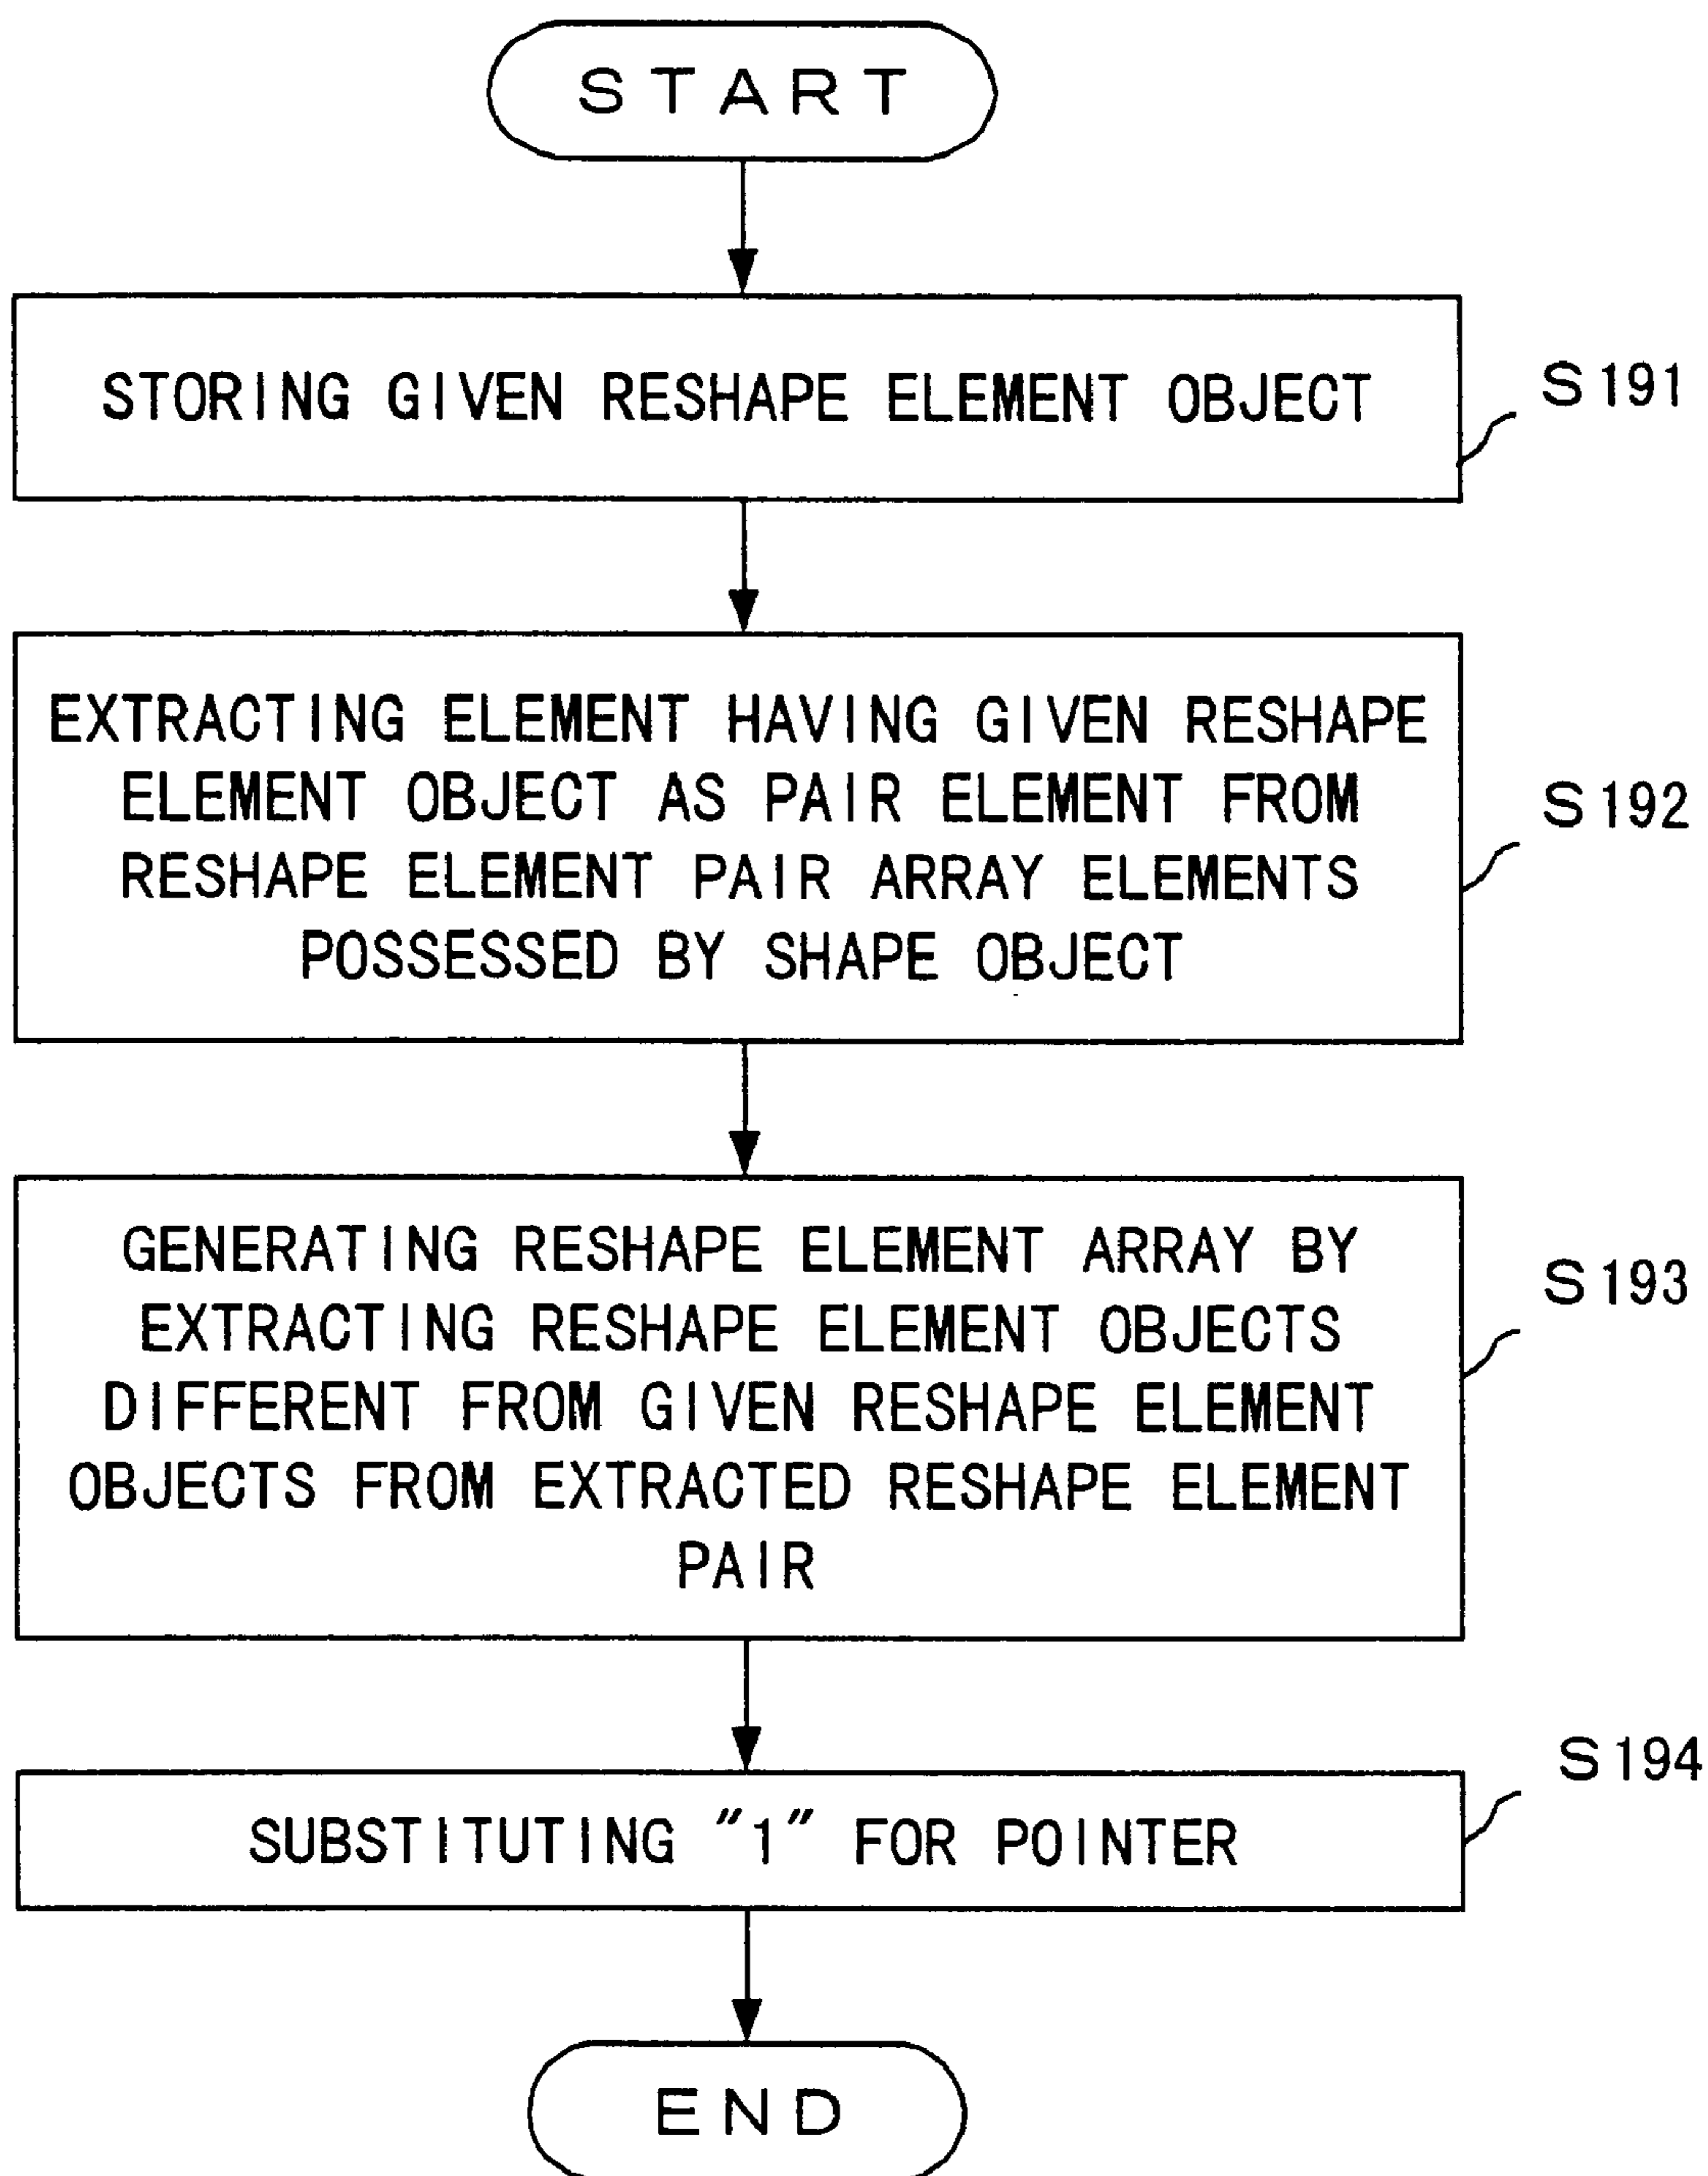 START
STORING GIVEN RESHAPE ELEMENT OBJECT
S191
EXTRACTING ELEMENT HAVING GIVEN RESHAPE
ELEMENT OBJECT AS PAIR ELEMENT FROM
RESHAPE ELEMENT PAIR ARRAY ELEMENTS
POSSESSED BY SHAPE OBJECT
S192
GENERATING RESHAPE ELEMENT ARRAY BY
EXTRACTING RESHAPE ELEMENT OBJECTS
DIFFERENT FROM GIVEN RESHAPE ELEMENT
OBJECTS FROM EXTRACTED RESHAPE ELEMENT
PAIR
S193
SUBSTITUTING "1" FOR POINTER
S194
END